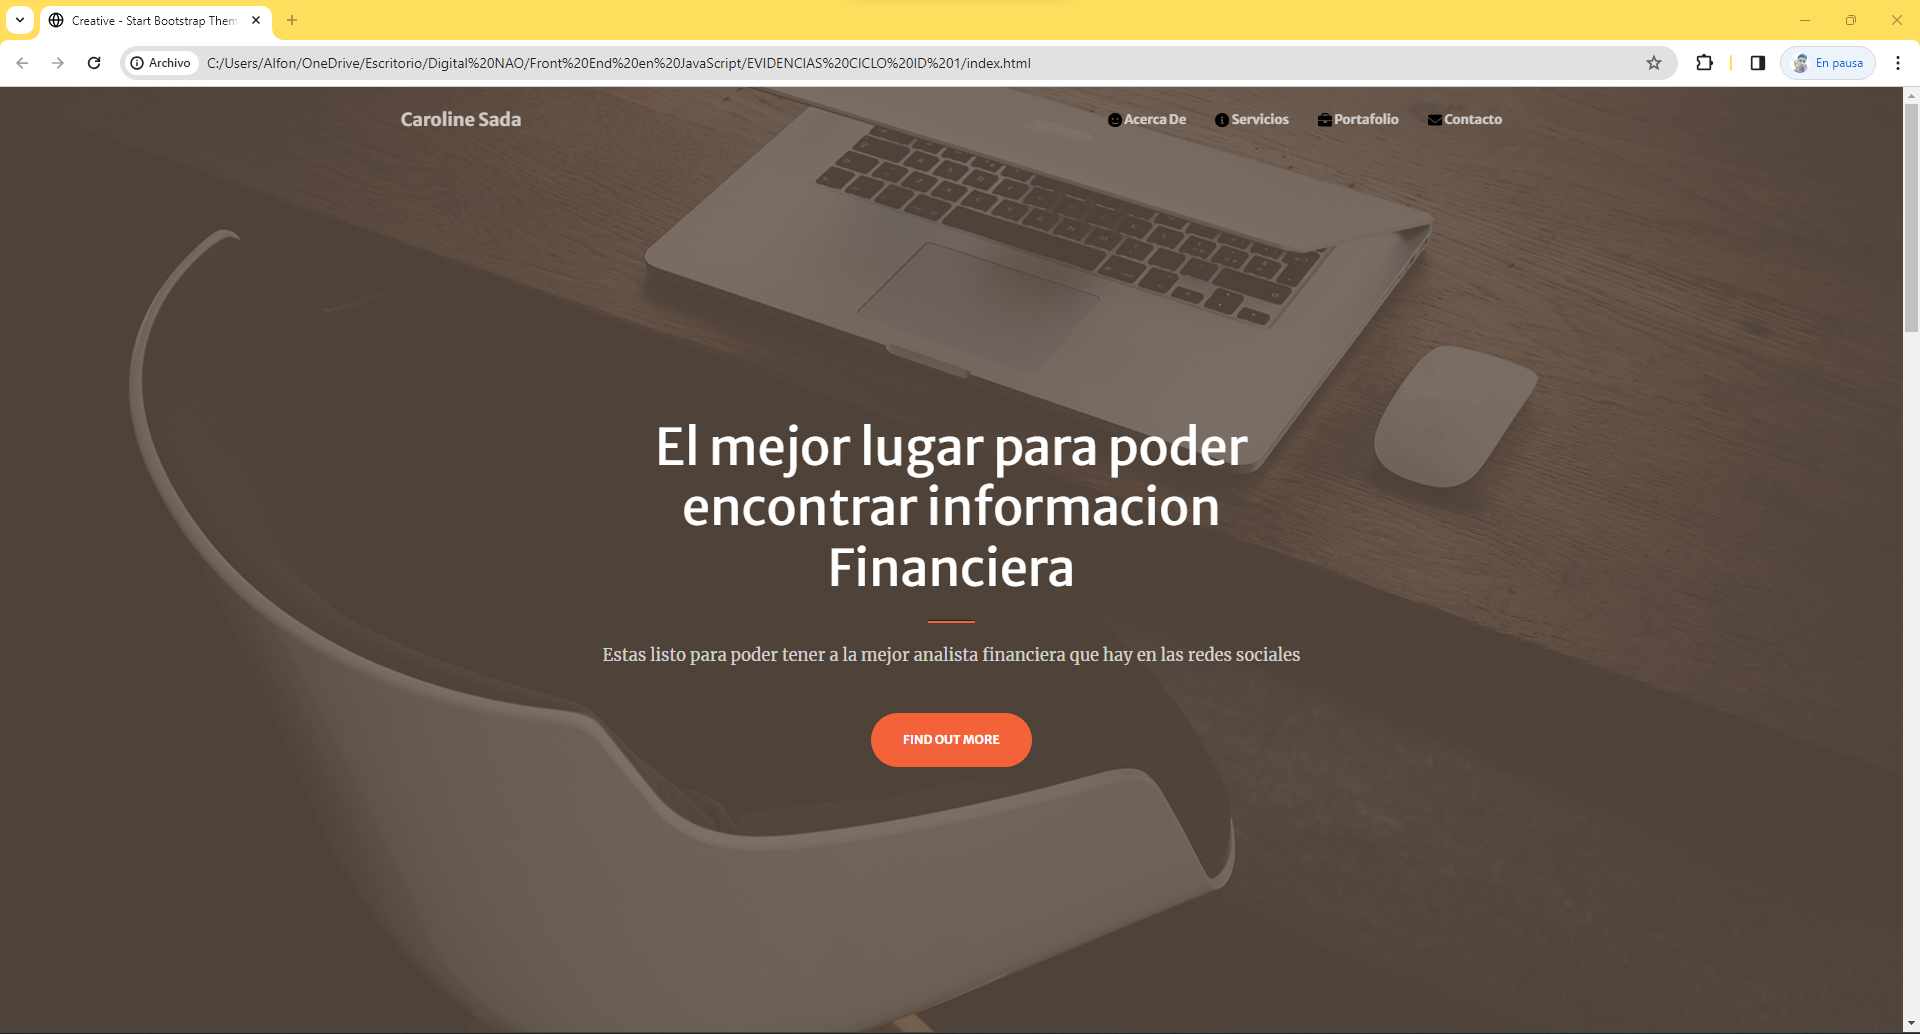 Creative - Start Bootstrap Them
Archivo
C:/Users/Alfon/OneDrive/Escritorio/Digital%20NAO/Front%20End%20en%20JavaScript/EVIDENCIAS%20CICLO%20ID%201/index.html
En pausa
Caroline Sada
Acerca De
Servicios
Portafolio
Contacto
El mejor lugar para poder
encontrar informacion
Financiera
Estas listo para poder tener a la mejor analista financiera que hay en las redes sociales
FIND OUT MORE